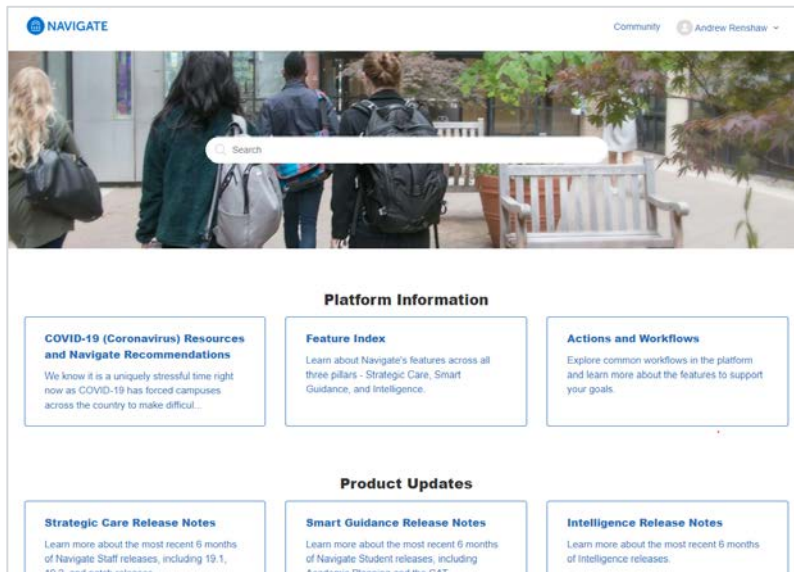 NAVIGATE
Community
Andrew Renshaw
Search
Platform Information
COVID-19 (Coronavirus) Resources
and Navigate Recommendations
We know it is a uniquely stressful time right
now as COVID-19 has forced campuses
across the country to make difficul...
Feature Index
Learn about Navigate's features across all
three pillars - Strategic Care, Smart
Guidance, and Intelligence.
Actions and Workflows
Explore common workflows in the platform
and learn more about the features to support
your goals.
Product Updates
Strategic Care Release Notes
Learn more about the most recent 6 months
of Navigate Staff releases, including 19.1,
Smart Guidance Release Notes
Learn more about the most recent 6 months
of Navigate Student releases, including
Academic Planning and the CAT.
Intelligence Release Notes
Learn more about the most recent 6 months
of Intelligence releases.